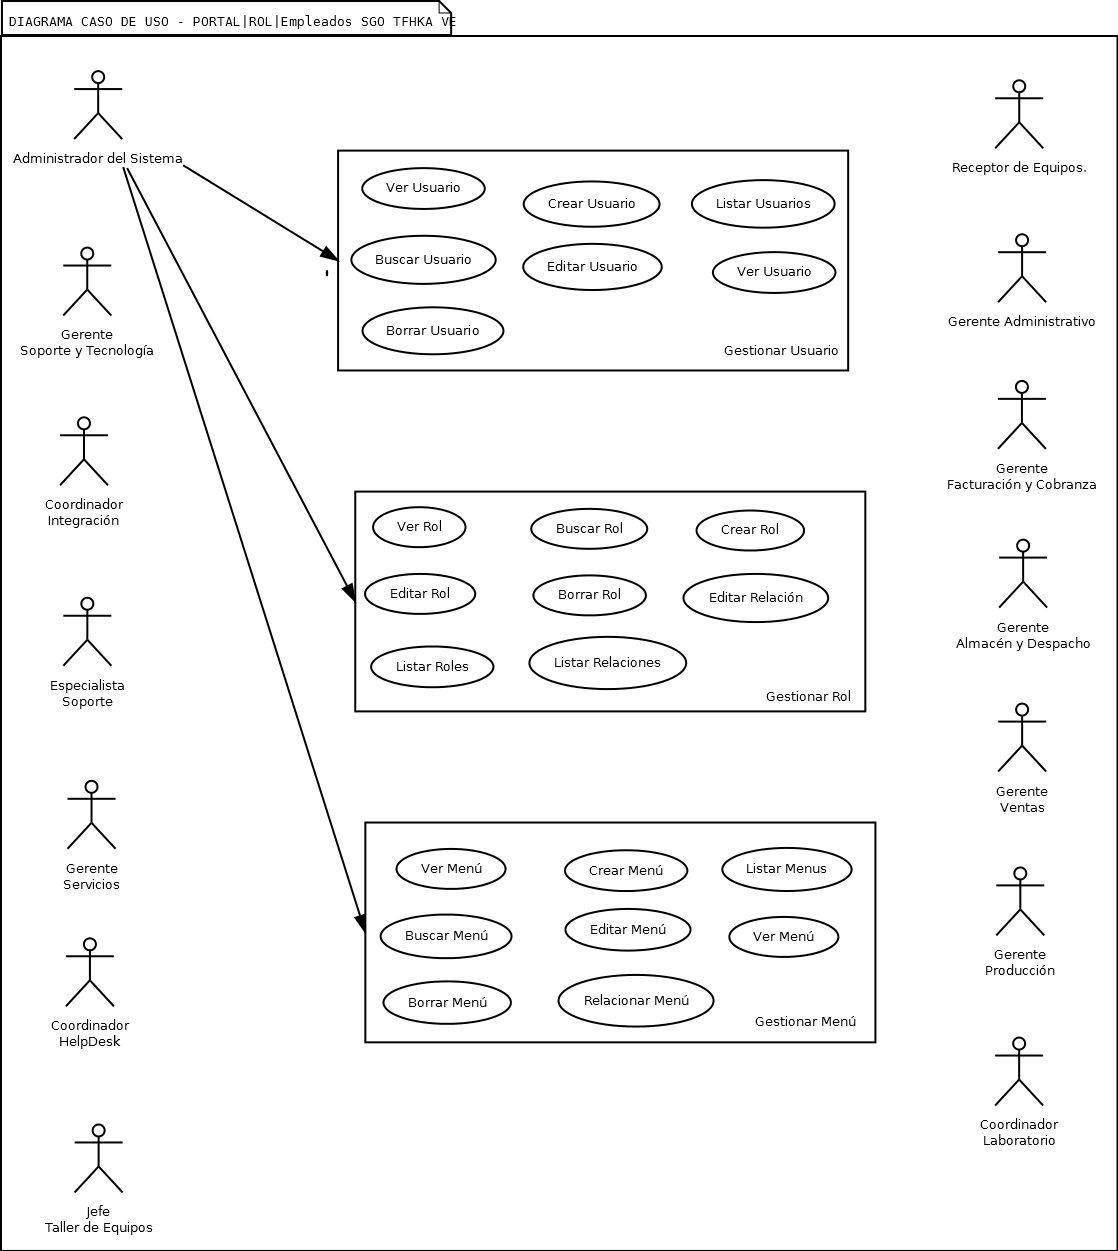 DIAGRAMA CASO DE USO - PORTAL|ROL|Empleados SGO TFHKA VE
Administrador del Sistema
Gerente
Soporte y Tecnología
Coordinador
Integración
Especialista
Soporte
Gerente
Servicios
Coordinador
HelpDesk
Jefe
Taller de Equipos
Ver Usuario
Crear Usuario
Listar Usuarios
Buscar Usuario
Editar Usuario
Ver Usuario
Borrar Usuario
Gestionar Usuario
Ver Rol
Buscar Rol
Crear Rol
Editar Rol
Borrar Rol
Editar Relación
Listar Roles
Listar Relaciones
Gestionar Rol
Ver Menú
Crear Menú
Listar Menus
Buscar Menú
Editar Menú
Ver Menú
Borrar Menú
Relacionar Menú
Gestionar Menú
Receptor de Equipos.
Gerente Administrativo
Gerente
Facturación y Cobranza
Gerente
Almacén y Despacho
Gerente
Ventas
Gerente
Producción
Coordinador
Laboratorio